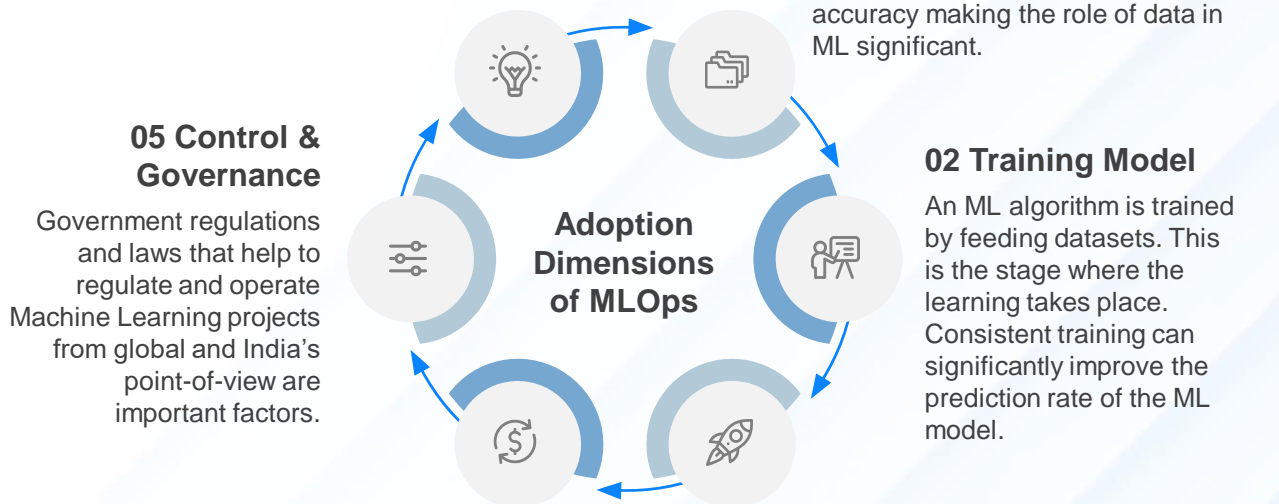 accuracy making the role of data in
ML significant.
05 Control &
Governance
Government regulations
and laws that help to
regulate and operate
Machine Learning projects
from global and India’s
point-of-view are
important factors.
Adoption
Dimensions
of MLOps
02 Training Model
An ML algorithm is trained
by feeding datasets. This
is the stage where the
learning takes place.
Consistent training can
significantly improve the
prediction rate of the ML
model.